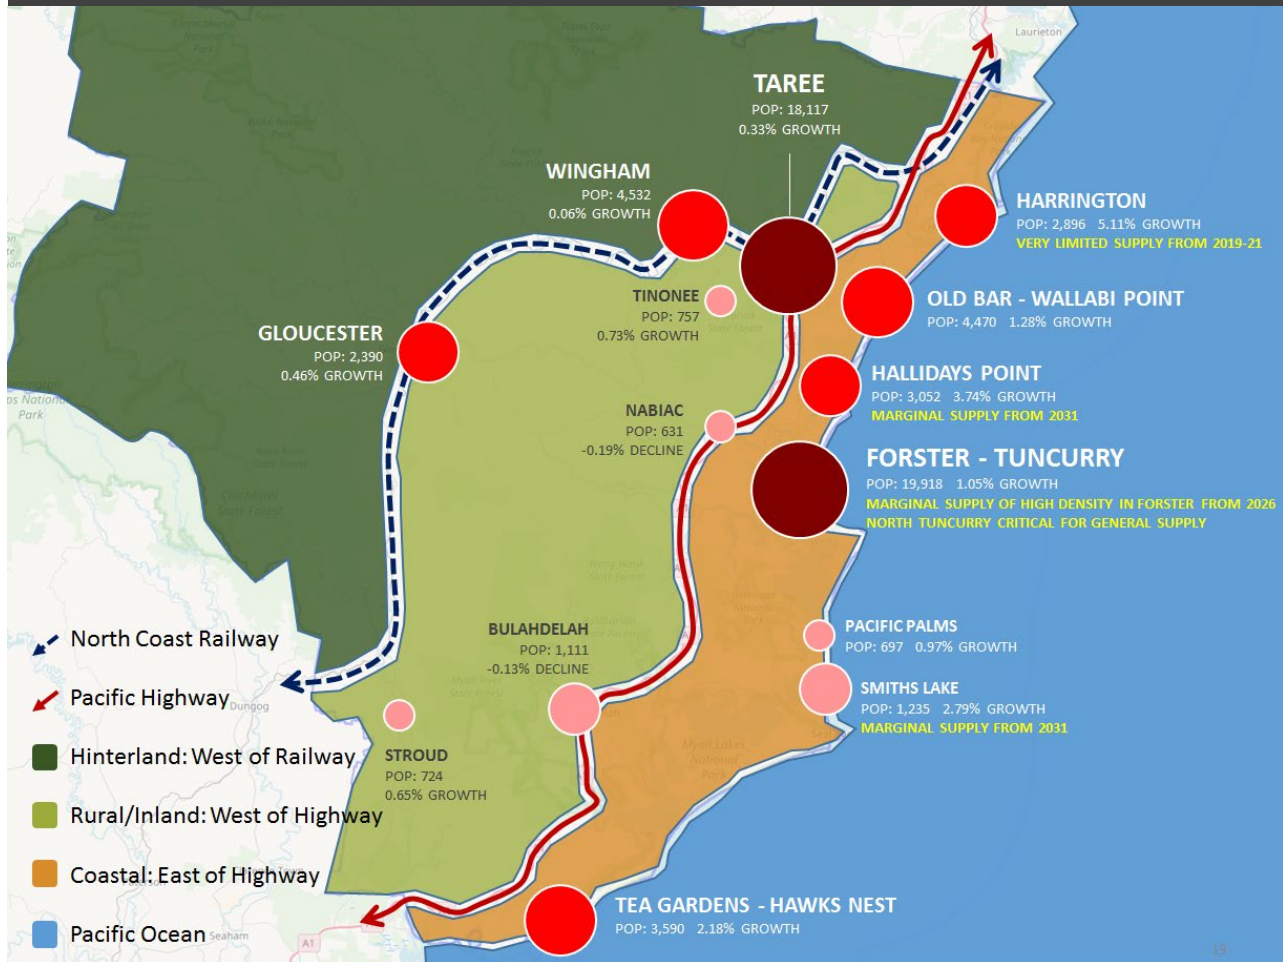 Laurieton
TAREE
POP: 18,117
0.33% GROWTH
WINGHAM
POP: 4,532
0.06% GROWTH
HARRINGTON
POP: 2,896 5.11% GROWTH
VERY LIMITED SUPPLY FROM 2019-21
TINONEE
POP: 757
0.73% GROWTH
OLD BAR - WALLABI POINT
POP: 4,470 1.28% GROWTH
GLOUCESTER
POP: 2,390
0.46% GROWTH
HALLIDAYS POINT
POP: 3,052 3.74% GROWTH
MARGINAL SUPPLY FROM 2031
NABIAC
POP: 631
-0.19% DECLINE
FORSTER - TUNCURRY
POP: 19,918 1.05% GROWTH
MARGINAL SUPPLY OF HIGH DENSITY IN FORSTER FROM 2026
NORTH TUNCURRY CRITICAL FOR GENERAL SUPPLY
BULAHDELAH
POP: 1,111
-0.13% DECLINE
PACIFIC PALMS
POP: 697 0.97% GROWTH
SMITHS LAKE
POP: 1,235 2.79% GROWTH
MARGINAL SUPPLY FROM 2031
STROUD
POP: 724
0.65% GROWTH
TEA GARDENS - HAWKS NEST
POP: 3,590 2.18% GROWTH
North Coast Railway
Pacific Highway
Dungog
Hinterland: West of Railway
Rural/Inland: West of Highway
Coastal: East of Highway
Pacific Ocean
Seaham
A1
Park
Myall Lakes
National
Park
19